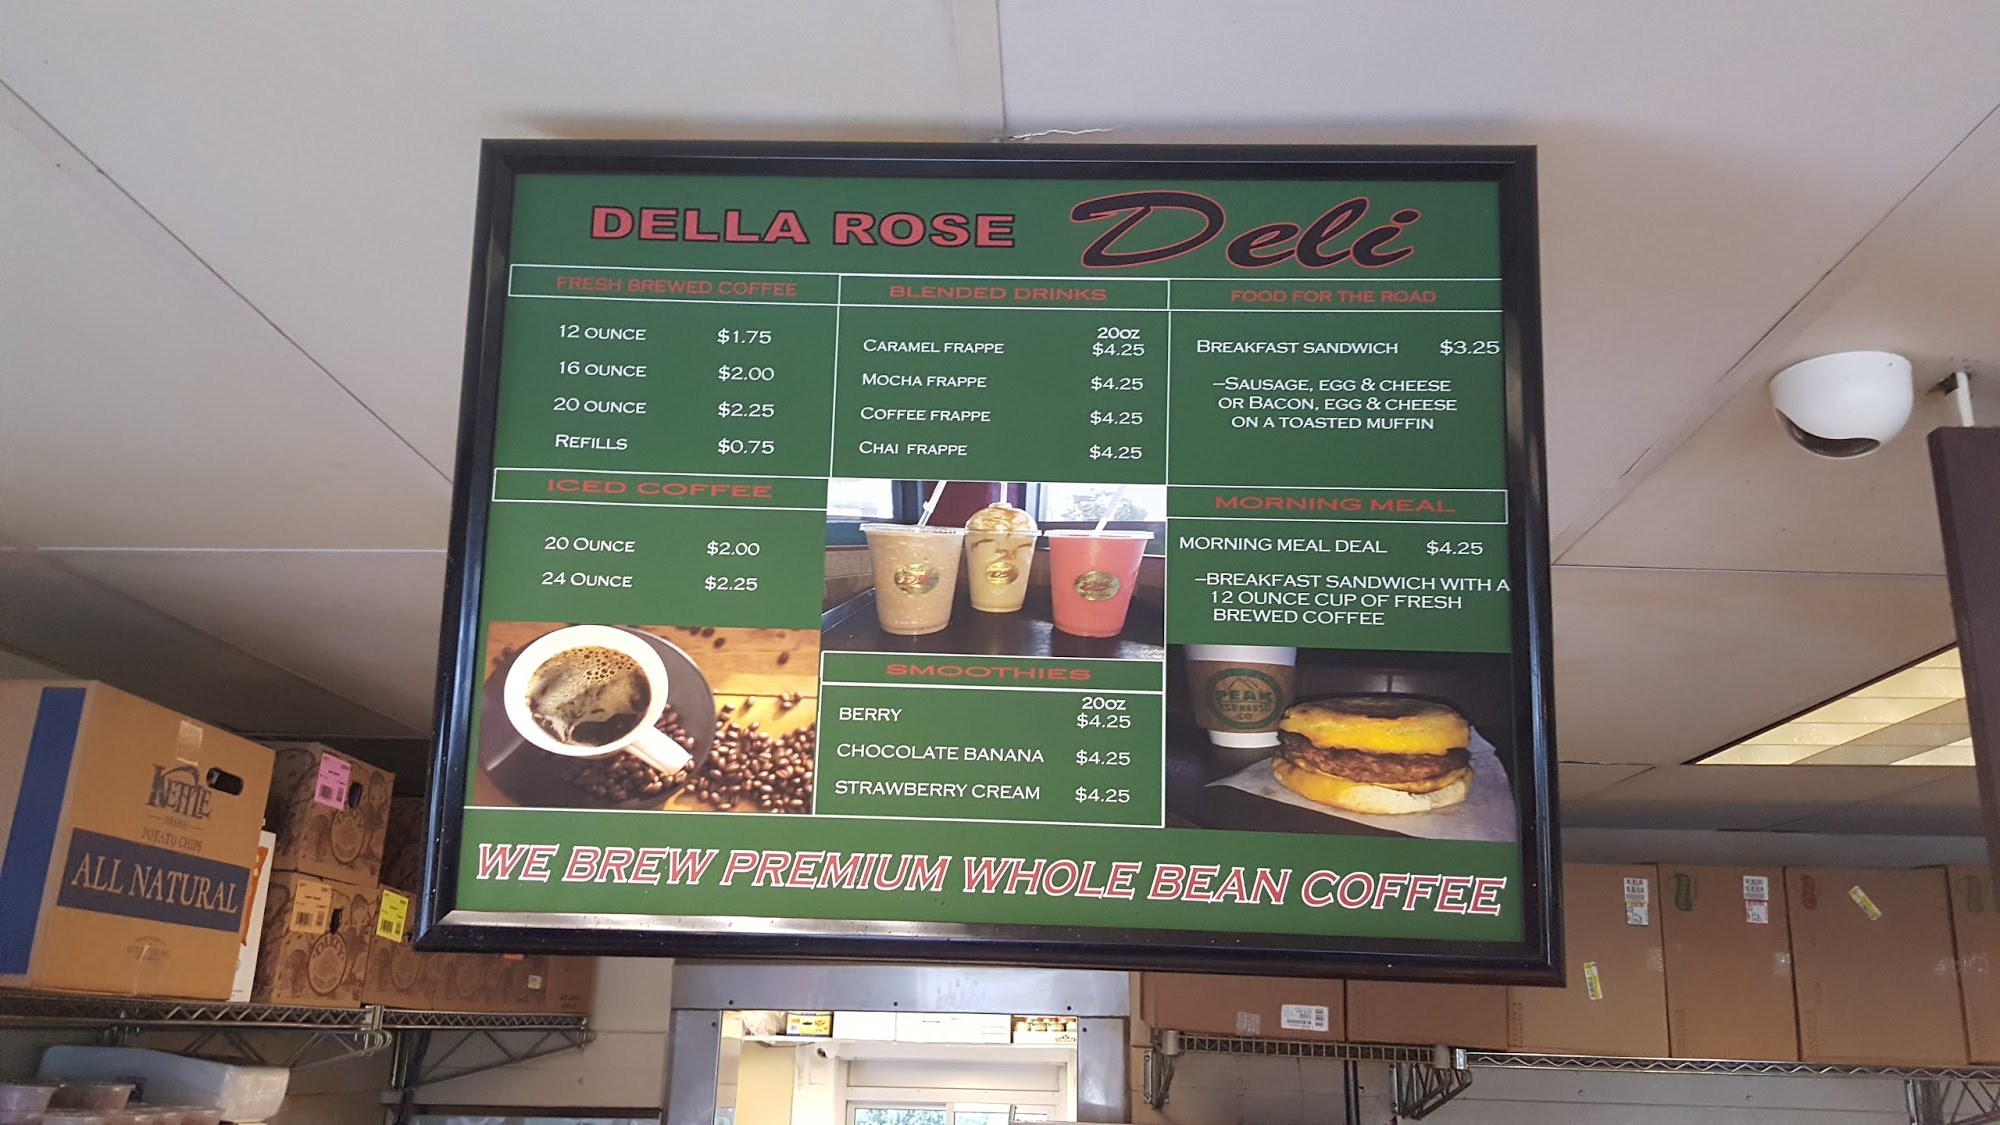 DELLA ROSE Deli
FRESH BREWED COFFEE
12 OUNCE $1.75
16 OUNCE $2.00
20 OUNCE $2.25
REFILLS $0.75
ICED COFFEE
20 OUNCE $2.00
24 OUNCE $2.25
BLENDED DRINKS
20OZ
CARAMEL FRAPPE $4.25
MOCHA FRAPPE $4.25
COFFEE FRAPPE $4.25
CHAI FRAPPE $4.25
SMOOTHIES
20OZ
BERRY $4.25
CHOCOLATE BANANA $4.25
STRAWBERRY CREAM $4.25
FOOD FOR THE ROAD
BREAKFAST SANDWICH $3.25
–SAUSAGE, EGG & CHEESE
OR BACON, EGG & CHEESE
ON A TOASTED MUFFIN
MORNING MEAL
MORNING MEAL DEAL $4.25
–BREAKFAST SANDWICH WITH A
12 OUNCE CUP OF FRESH
BREWED COFFEE
PEAK
ESPRESSO
CO
WE BREW PREMIUM WHOLE BEAN COFFEE
KETTLE
BRAND
POTATO CHIPS
ALL NATURAL